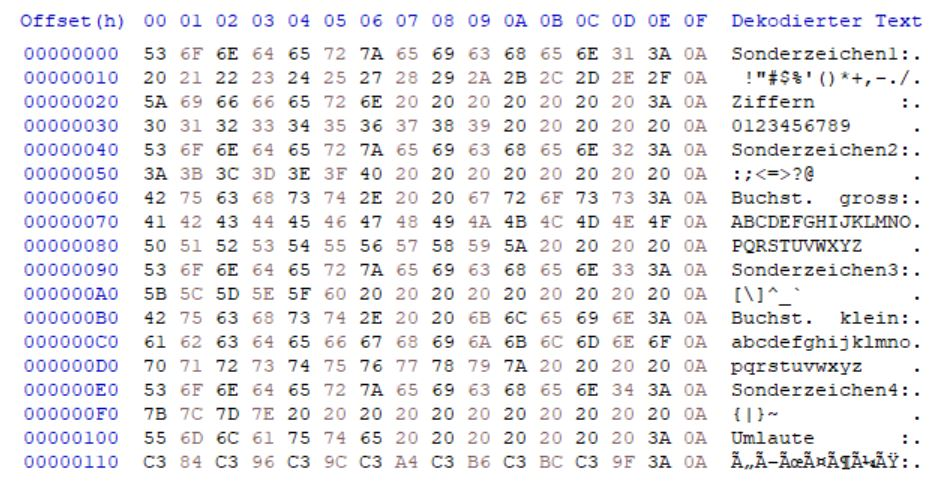 Offset(h) 00 01 02 03 04 05 06 07 08 09 0A 0B 0C 0D 0E 0F Dekodierter Text
00000000 53 6F 6E 64 65 72 7A 65 69 63 68 65 6E 31 3A 0A Sonderzeichen1:.
00000010 20 21 22 23 24 25 27 28 29 2A 2B 2C 2D 2E 2F 0A  !"#$%'()*+,-./.
00000020 5A 69 66 66 65 72 6E 20 20 20 20 20 20 20 3A 0A Ziffern       :.
00000030 30 31 32 33 34 35 36 37 38 39 20 20 20 20 20 0A 0123456789     .
00000040 53 6F 6E 64 65 72 7A 65 69 63 68 65 6E 32 3A 0A Sonderzeichen2:.
00000050 3A 3B 3C 3D 3E 3F 40 20 20 20 20 20 20 20 20 0A :;<=>?@        .
00000060 42 75 63 68 73 74 2E 20 20 67 72 6F 73 73 3A 0A Buchst.  gross:.
00000070 41 42 43 44 45 46 47 48 49 4A 4B 4C 4D 4E 4F 0A ABCDEFGHIJKLMNO.
00000080 50 51 52 53 54 55 56 57 58 59 5A 20 20 20 20 0A PQRSTUVWXYZ    .
00000090 53 6F 6E 64 65 72 7A 65 69 63 68 65 6E 33 3A 0A Sonderzeichen3:.
000000A0 5B 5C 5D 5E 5F 60 20 20 20 20 20 20 20 20 20 0A [\]^_`         .
000000B0 42 75 63 68 73 74 2E 20 20 6B 6C 65 69 6E 3A 0A Buchst.  klein:.
000000C0 61 62 63 64 65 66 67 68 69 6A 6B 6C 6D 6E 6F 0A abcdefghijklmno.
000000D0 70 71 72 73 74 75 76 77 78 79 7A 20 20 20 20 0A pqrstuvwxyz    .
000000E0 53 6F 6E 64 65 72 7A 65 69 63 68 65 6E 34 3A 0A Sonderzeichen4:.
000000F0 7B 7C 7D 7E 20 20 20 20 20 20 20 20 20 20 20 0A {|}~           .
00000100 55 6D 6C 61 75 74 65 20 20 20 20 20 20 20 3A 0A Umlaute       :.
00000110 C3 84 C3 96 C3 9C C3 A4 C3 B6 C3 BC C3 9F 3A 0A Ã„Ã–ÃœÃ¤Ã¶Ã¼ÃŸ:.